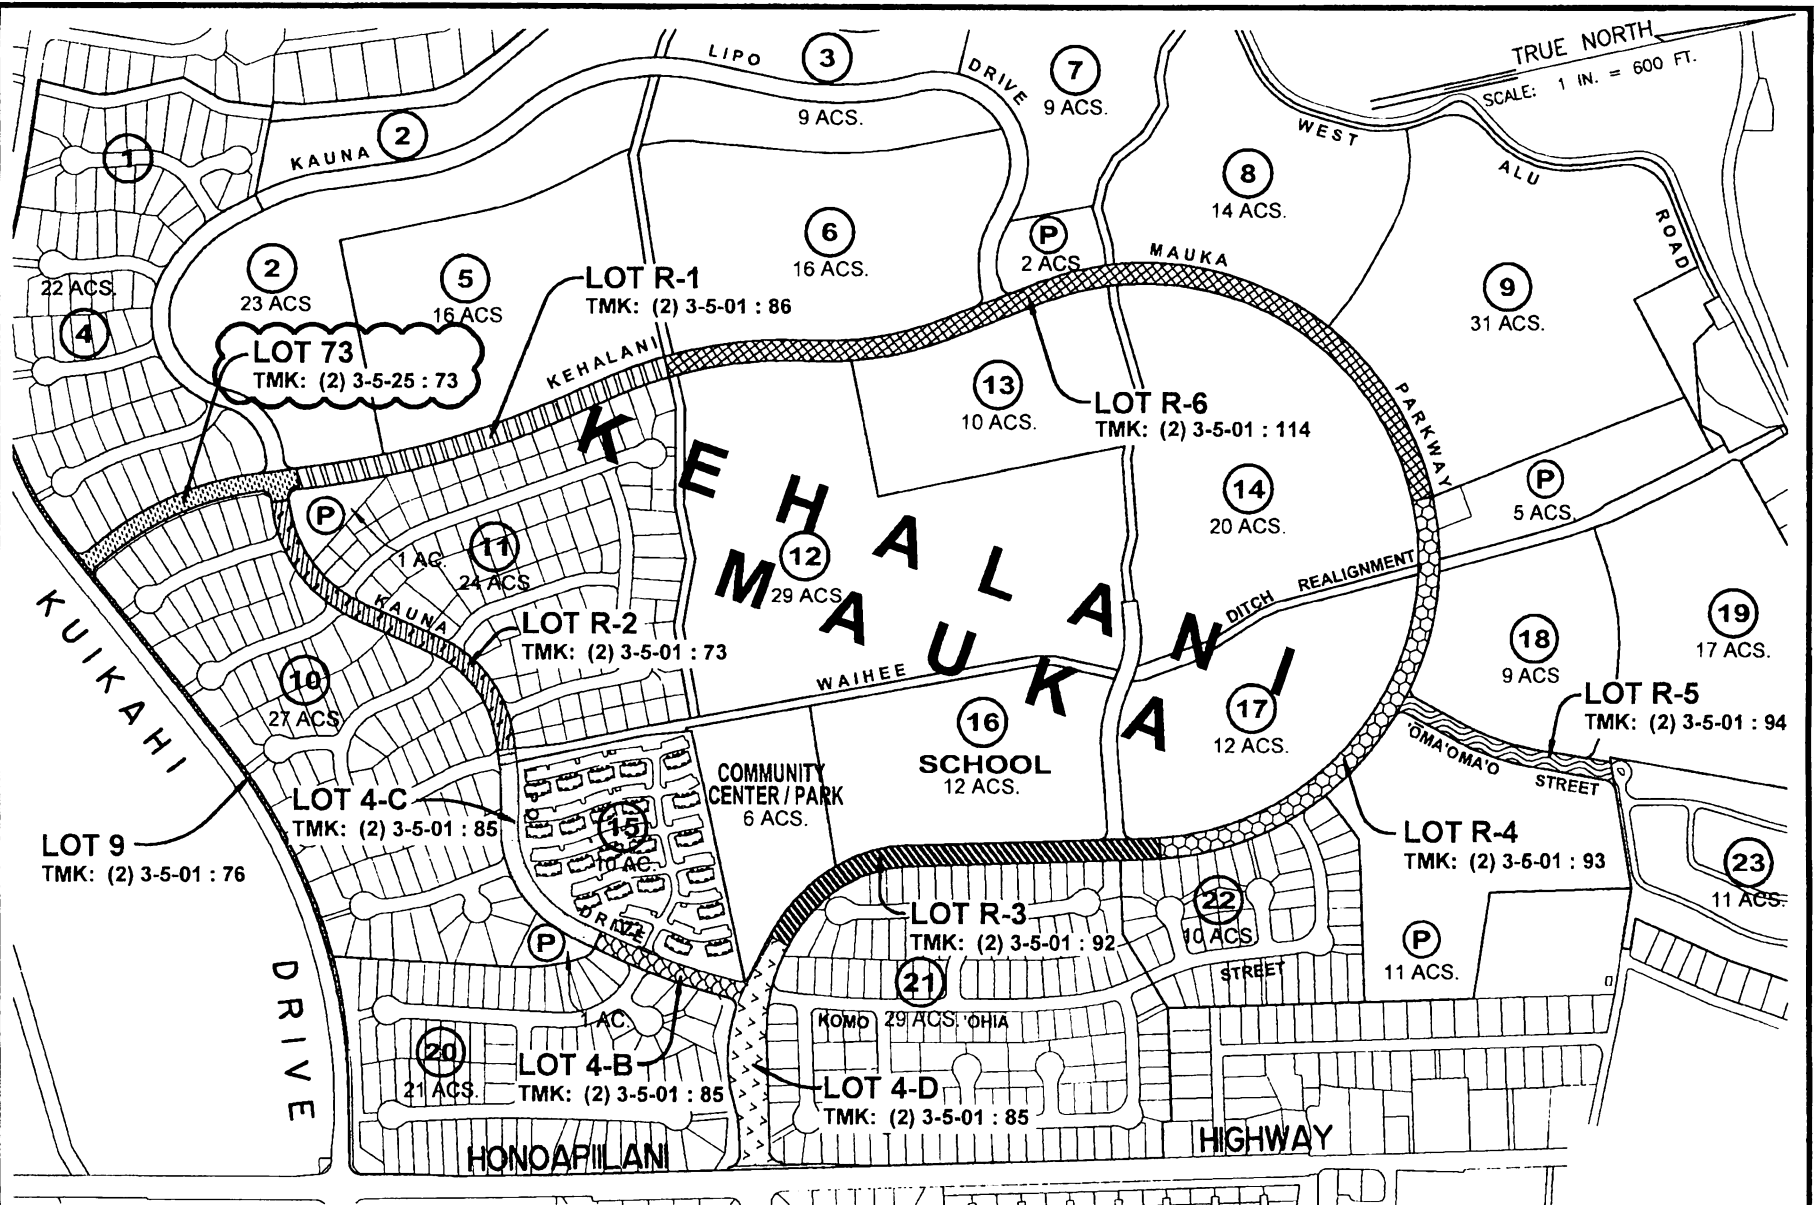 LIPO
3
9 ACS.
DRIVE
7
9 ACS.
TRUE NORTH
SCALE: 1 IN. = 600 FT.
WEST
ALU
ROAD
1
KAUNA
2
8
14 ACS.
22 ACS.
4
2
23 ACS
5
16 ACS
6
16 ACS.
P
2 ACS
MAUKA
9
31 ACS.
LOT R-1
TMK: (2) 3-5-01 : 86
LOT 73
TMK: (2) 3-5-25 : 73
KEHALANI
13
10 ACS.
LOT R-6
TMK: (2) 3-5-01 : 114
PARKWAY
KEHALANI
MAUKA
P
1 AC.
11
24 ACS
12
29 ACS
14
20 ACS.
P
5 ACS.
KUIKAHI
KAUNA
LOT R-2
TMK: (2) 3-5-01 : 73
DITCH
REALIGNMENT
10
27 ACS
WAIHEE
18
9 ACS
19
17 ACS.
16
SCHOOL
12 ACS.
17
12 ACS.
LOT R-5
TMK: (2) 3-5-01 : 94
'OMA'OMA'O
STREET
COMMUNITY
CENTER / PARK
6 ACS.
LOT 4-C
TMK: (2) 3-5-01 : 85
15
10 AC.
LOT 9
TMK: (2) 3-5-01 : 76
LOT R-4
TMK: (2) 3-5-01 : 93
23
11 ACS.
DRIVE
P
LOT R-3
TMK: (2) 3-5-01 : 92
22
10 ACS
P
11 ACS.
STREET
DRIVE
21
29 ACS.
KOMO
'OHIA
1 AC.
20
21 ACS.
LOT 4-B
TMK: (2) 3-5-01 : 85
LOT 4-D
TMK: (2) 3-5-01 : 85
HONOAPIILANI
HIGHWAY